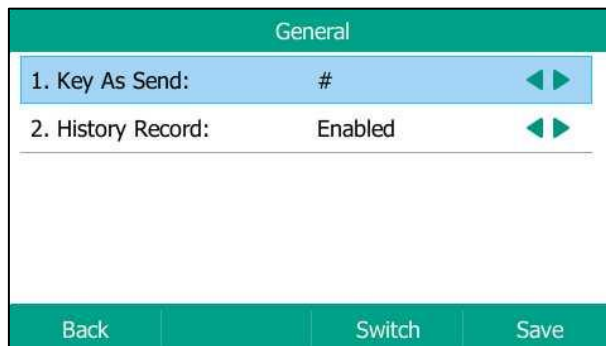 General
1. Key As Send: #
2. History Record: Enabled
Back Switch Save